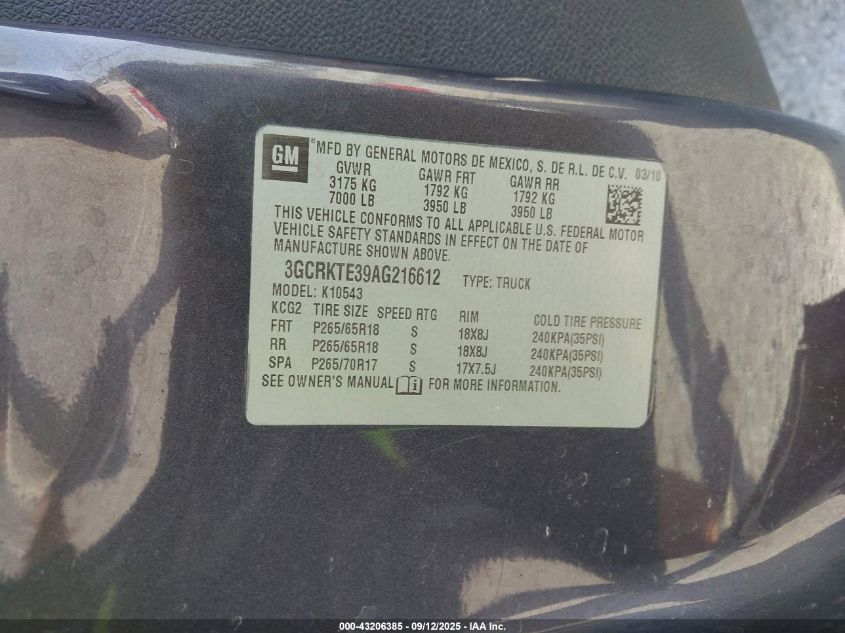 GM
MFD BY GENERAL MOTORS DE MEXICO, S. DE R.L. DE C.V. 03/10
GVWR GAWR FRT GAWR RR
3175 KG 1792 KG 1792 KG
7000 LB 3950 LB 3950 LB
THIS VEHICLE CONFORMS TO ALL APPLICABLE U.S. FEDERAL MOTOR
VEHICLE SAFETY STANDARDS IN EFFECT ON THE DATE OF
MANUFACTURE SHOWN ABOVE.
3GCRKTE39AG216612 TYPE: TRUCK
MODEL: K10543
KCG2 TIRE SIZE SPEED RTG RIM COLD TIRE PRESSURE
FRT P265/65R18 S 18X8J 240KPA(35PSI)
RR P265/65R18 S 18X8J 240KPA(35PSI)
SPA P265/70R17 S 17X7.5J 240KPA(35PSI)
SEE OWNER'S MANUAL FOR MORE INFORMATION.
000-43206385 - 09/12/2025 - IAA Inc.